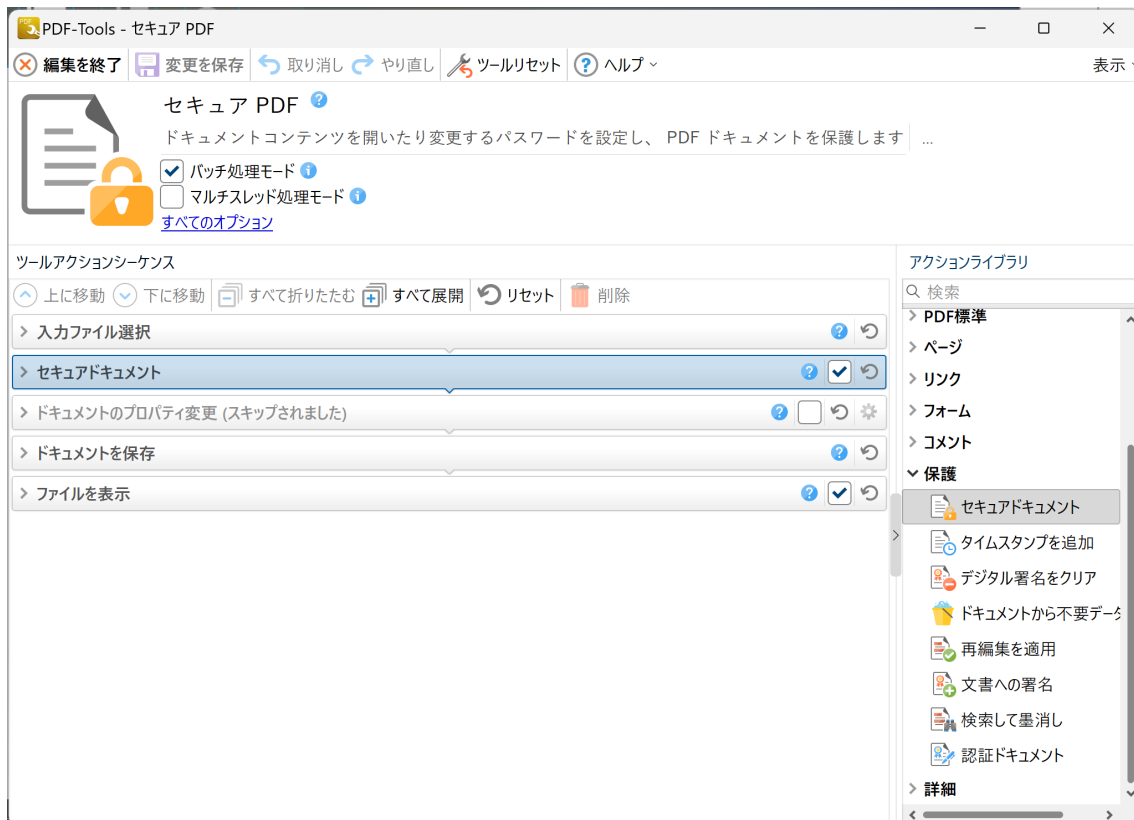 PDF-Tools - セキュア PDF
編集を終了 変更を保存 取り消し やり直し ツールリセット ヘルプ 表示
セキュア PDF
ドキュメントコンテンツを開いたり変更するパスワードを設定し、 PDF ドキュメントを保護します ...
バッチ処理モード
マルチスレッド処理モード
すべてのオプション
ツールアクションシーケンス
上に移動 下に移動 すべて折りたたむ すべて展開 リセット 削除
入力ファイル選択
セキュアドキュメント
ドキュメントのプロパティ変更 (スキップされました)
ドキュメントを保存
ファイルを表示
アクションライブラリ
検索
PDF標準
ページ
リンク
フォーム
コメント
保護
セキュアドキュメント
タイムスタンプを追加
デジタル署名をクリア
ドキュメントから不要データ
再編集を適用
文書への署名
検索して墨消し
認証ドキュメント
詳細